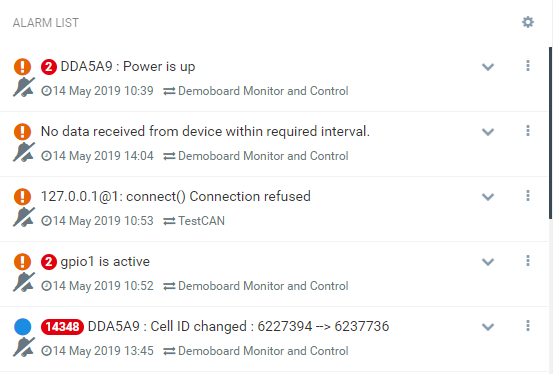 ALARM LIST
2 DDA5A9 : Power is up
14 May 2019 10:39 Demoboard Monitor and Control
No data received from device within required interval.
14 May 2019 14:04 Demoboard Monitor and Control
127.0.0.1@1: connect() Connection refused
14 May 2019 10:53 TestCAN
2 gpio1 is active
14 May 2019 10:52 Demoboard Monitor and Control
14348 DDA5A9 : Cell ID changed : 6227394 --> 6237736
14 May 2019 13:45 Demoboard Monitor and Control